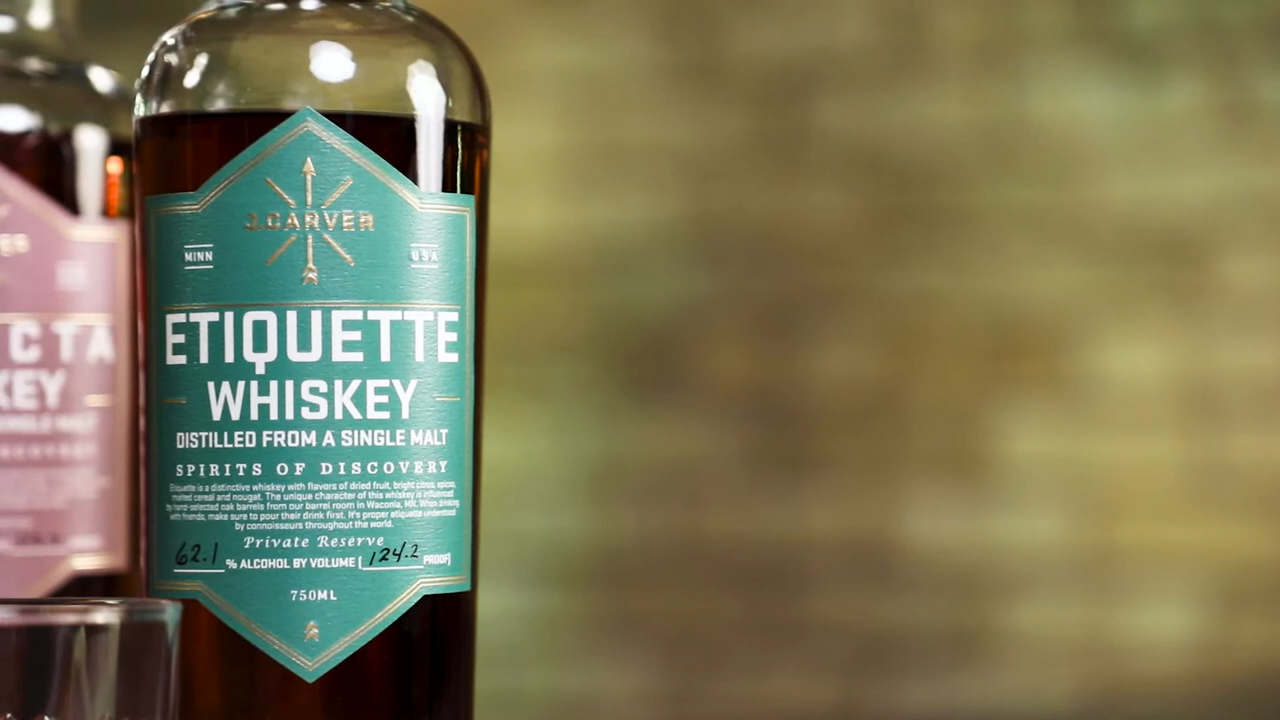 J.CARVER
MINN
USA
ETIQUETTE
WHISKEY
DISTILLED FROM A SINGLE MALT
SPIRITS OF DISCOVERY
Etiquette is a distinctive whiskey with flavors of dried fruit, bright citrus, spices,
malted cereal and nougat. The unique character of this whiskey is influenced
by hand-selected oak barrels from our barrel room in Waconia, MN. When drinking
with friends, make sure to pour their drink first. It's proper etiquette understood
by connoisseurs throughout the world.
Private Reserve
62.1 % ALCOHOL BY VOLUME [124.2 PROOF]
750ML
CTA
KEY